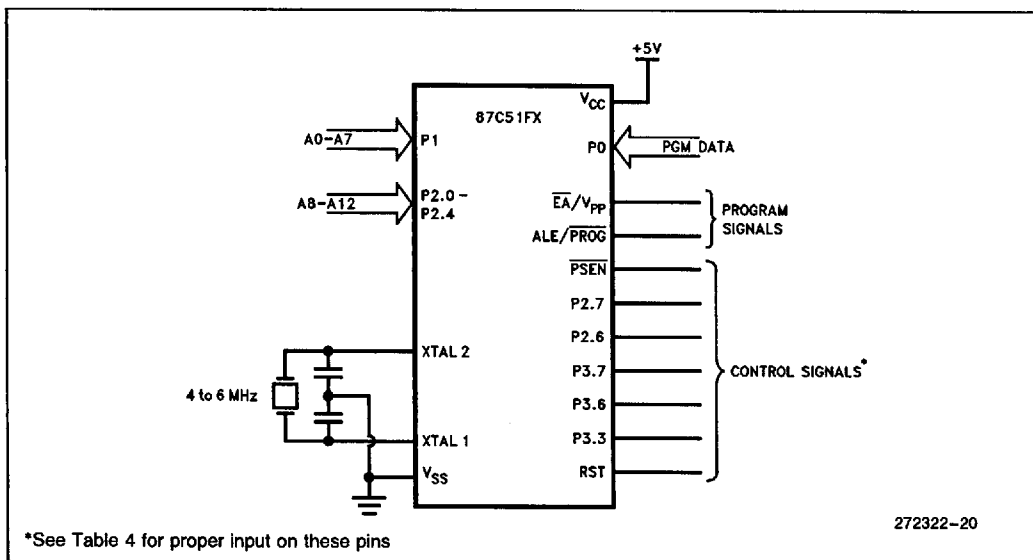 +5V
VCC
87C51FX
A0-A7
P1
P0
PGM DATA
A8-A12
P2.0-
P2.4
EA/VPP
ALE/PROG
PROGRAM
SIGNALS
PSEN
P2.7
P2.6
XTAL 2
P3.7
CONTROL SIGNALS*
4 to 6 MHz
P3.6
XTAL 1
P3.3
VSS
RST
272322-20
*See Table 4 for proper input on these pins